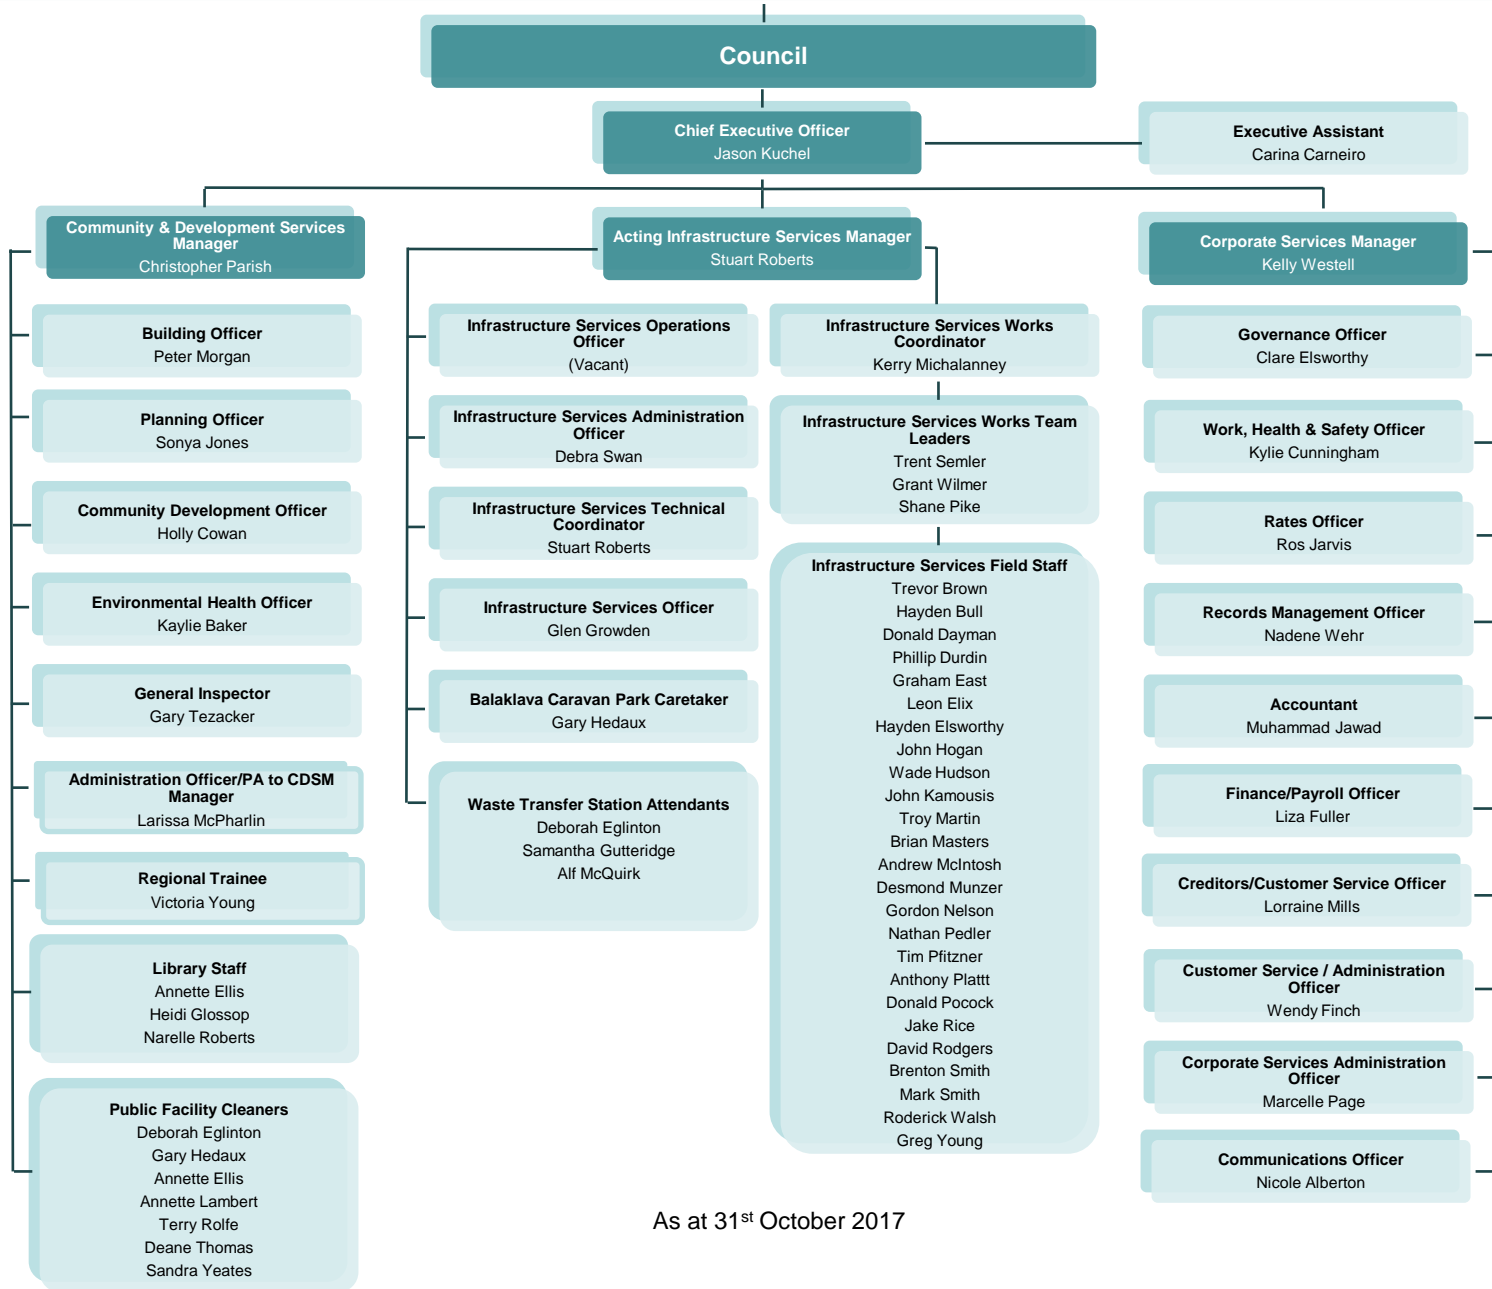 Council
Chief Executive Officer
Jason Kuchel
Executive Assistant
Carina Carneiro
Community & Development Services
Manager
Christopher Parish
Building Officer
Peter Morgan
Planning Officer
Sonya Jones
Community Development Officer
Holly Cowan
Environmental Health Officer
Kaylie Baker
General Inspector
Gary Tezacker
Administration Officer/PA to CDSM
Manager
Larissa McPharlin
Regional Trainee
Victoria Young
Library Staff
Annette Ellis
Heidi Glossop
Narelle Roberts
Public Facility Cleaners
Deborah Eglinton
Gary Hedaux
Annette Ellis
Annette Lambert
Terry Rolfe
Deane Thomas
Sandra Yeates
Acting Infrastructure Services Manager
Stuart Roberts
Infrastructure Services Operations
Officer
(Vacant)
Infrastructure Services Administration
Officer
Debra Swan
Infrastructure Services Technical
Coordinator
Stuart Roberts
Infrastructure Services Officer
Glen Growden
Balaklava Caravan Park Caretaker
Gary Hedaux
Waste Transfer Station Attendants
Deborah Eglinton
Samantha Gutteridge
Alf McQuirk
Infrastructure Services Works
Coordinator
Kerry Michalanney
Infrastructure Services Works Team
Leaders
Trent Semler
Grant Wilmer
Shane Pike
Infrastructure Services Field Staff
Trevor Brown
Hayden Bull
Donald Dayman
Phillip Durdin
Graham East
Leon Elix
Hayden Elsworthy
John Hogan
Wade Hudson
John Kamousis
Troy Martin
Brian Masters
Andrew McIntosh
Desmond Munzer
Gordon Nelson
Nathan Pedler
Tim Pfitzner
Anthony Plattt
Donald Pocock
Jake Rice
David Rodgers
Brenton Smith
Mark Smith
Roderick Walsh
Greg Young
Corporate Services Manager
Kelly Westell
Governance Officer
Clare Elsworthy
Work, Health & Safety Officer
Kylie Cunningham
Rates Officer
Ros Jarvis
Records Management Officer
Nadene Wehr
Accountant
Muhammad Jawad
Finance/Payroll Officer
Liza Fuller
Creditors/Customer Service Officer
Lorraine Mills
Customer Service / Administration
Officer
Wendy Finch
Corporate Services Administration
Officer
Marcelle Page
Communications Officer
Nicole Alberton
As at 31st October 2017